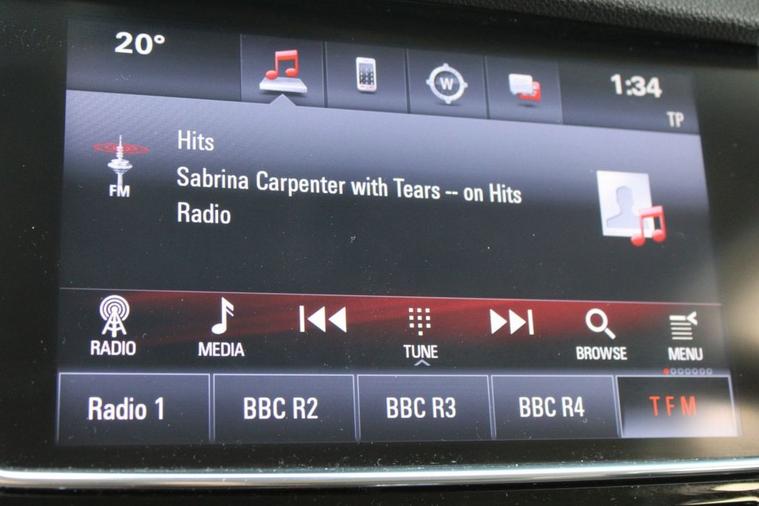 20°
W
1:34
TP
FM
Hits
Sabrina Carpenter with Tears -- on Hits
Radio
RADIO
MEDIA
TUNE
BROWSE
MENU
Radio 1
BBC R2
BBC R3
BBC R4
TFM